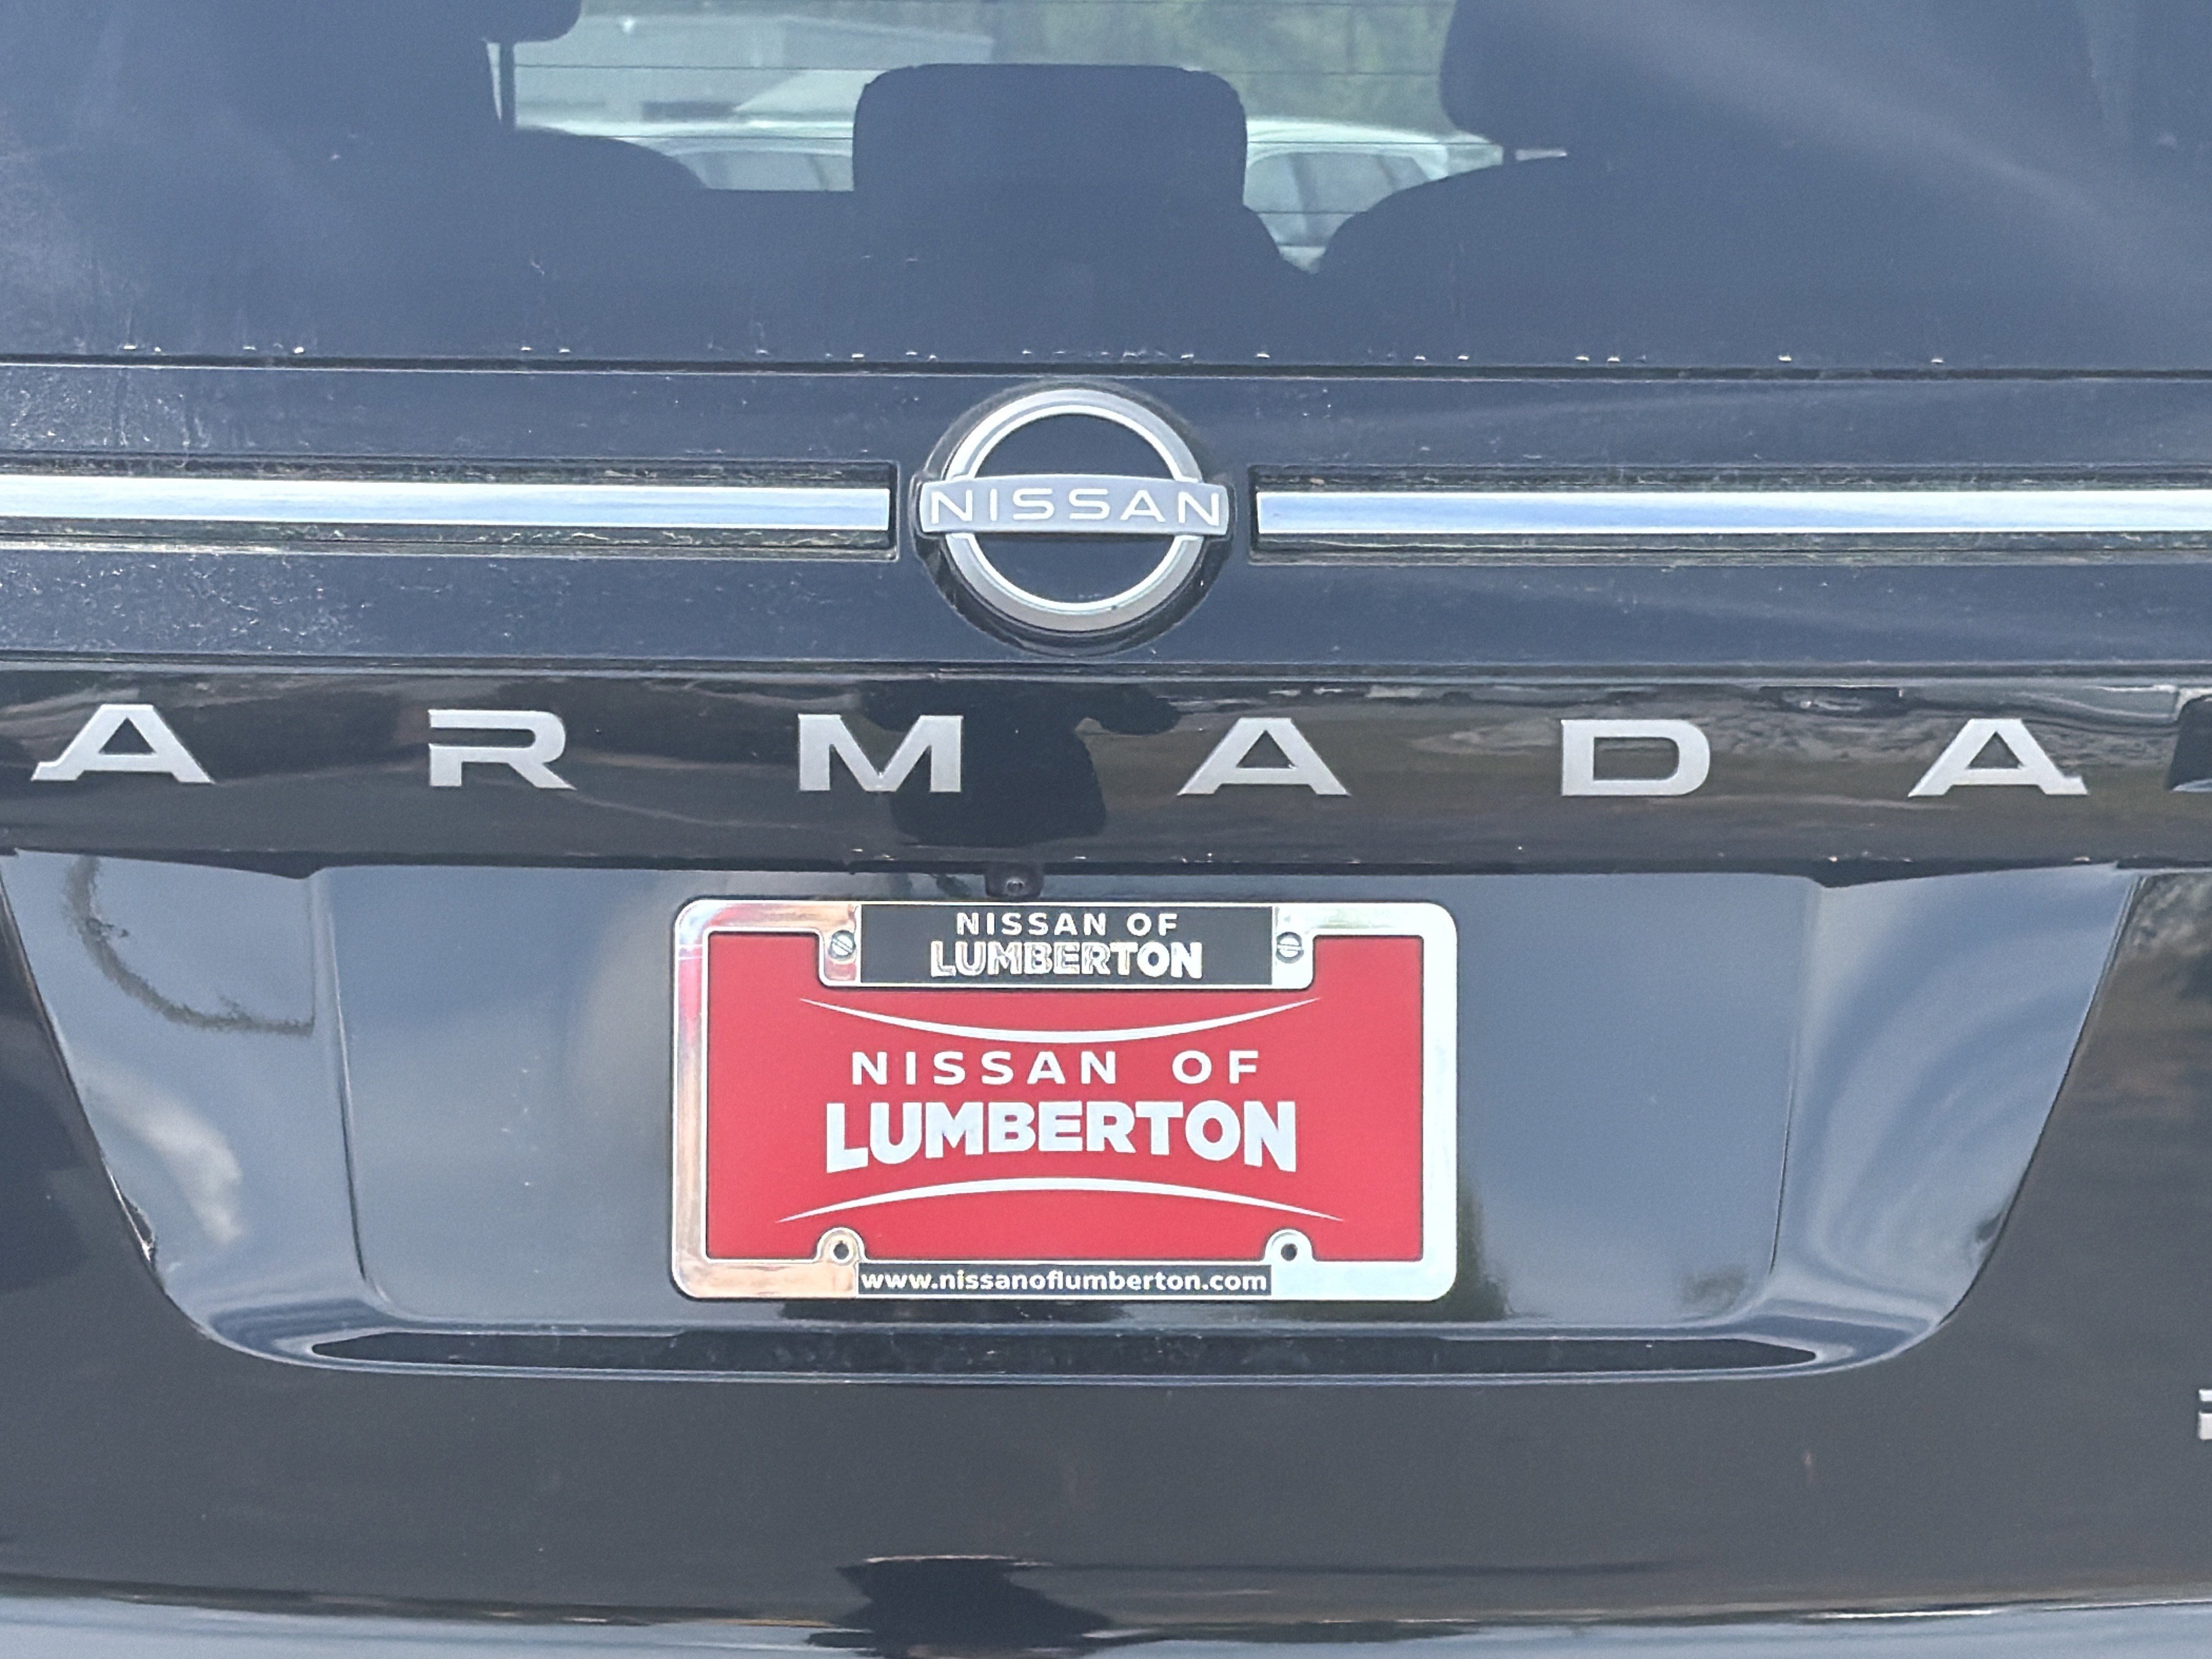 NISSAN
ARMADA
NISSAN OF
LUMBERTON
NISSAN OF
LUMBERTON
www.nissanoflumberton.com